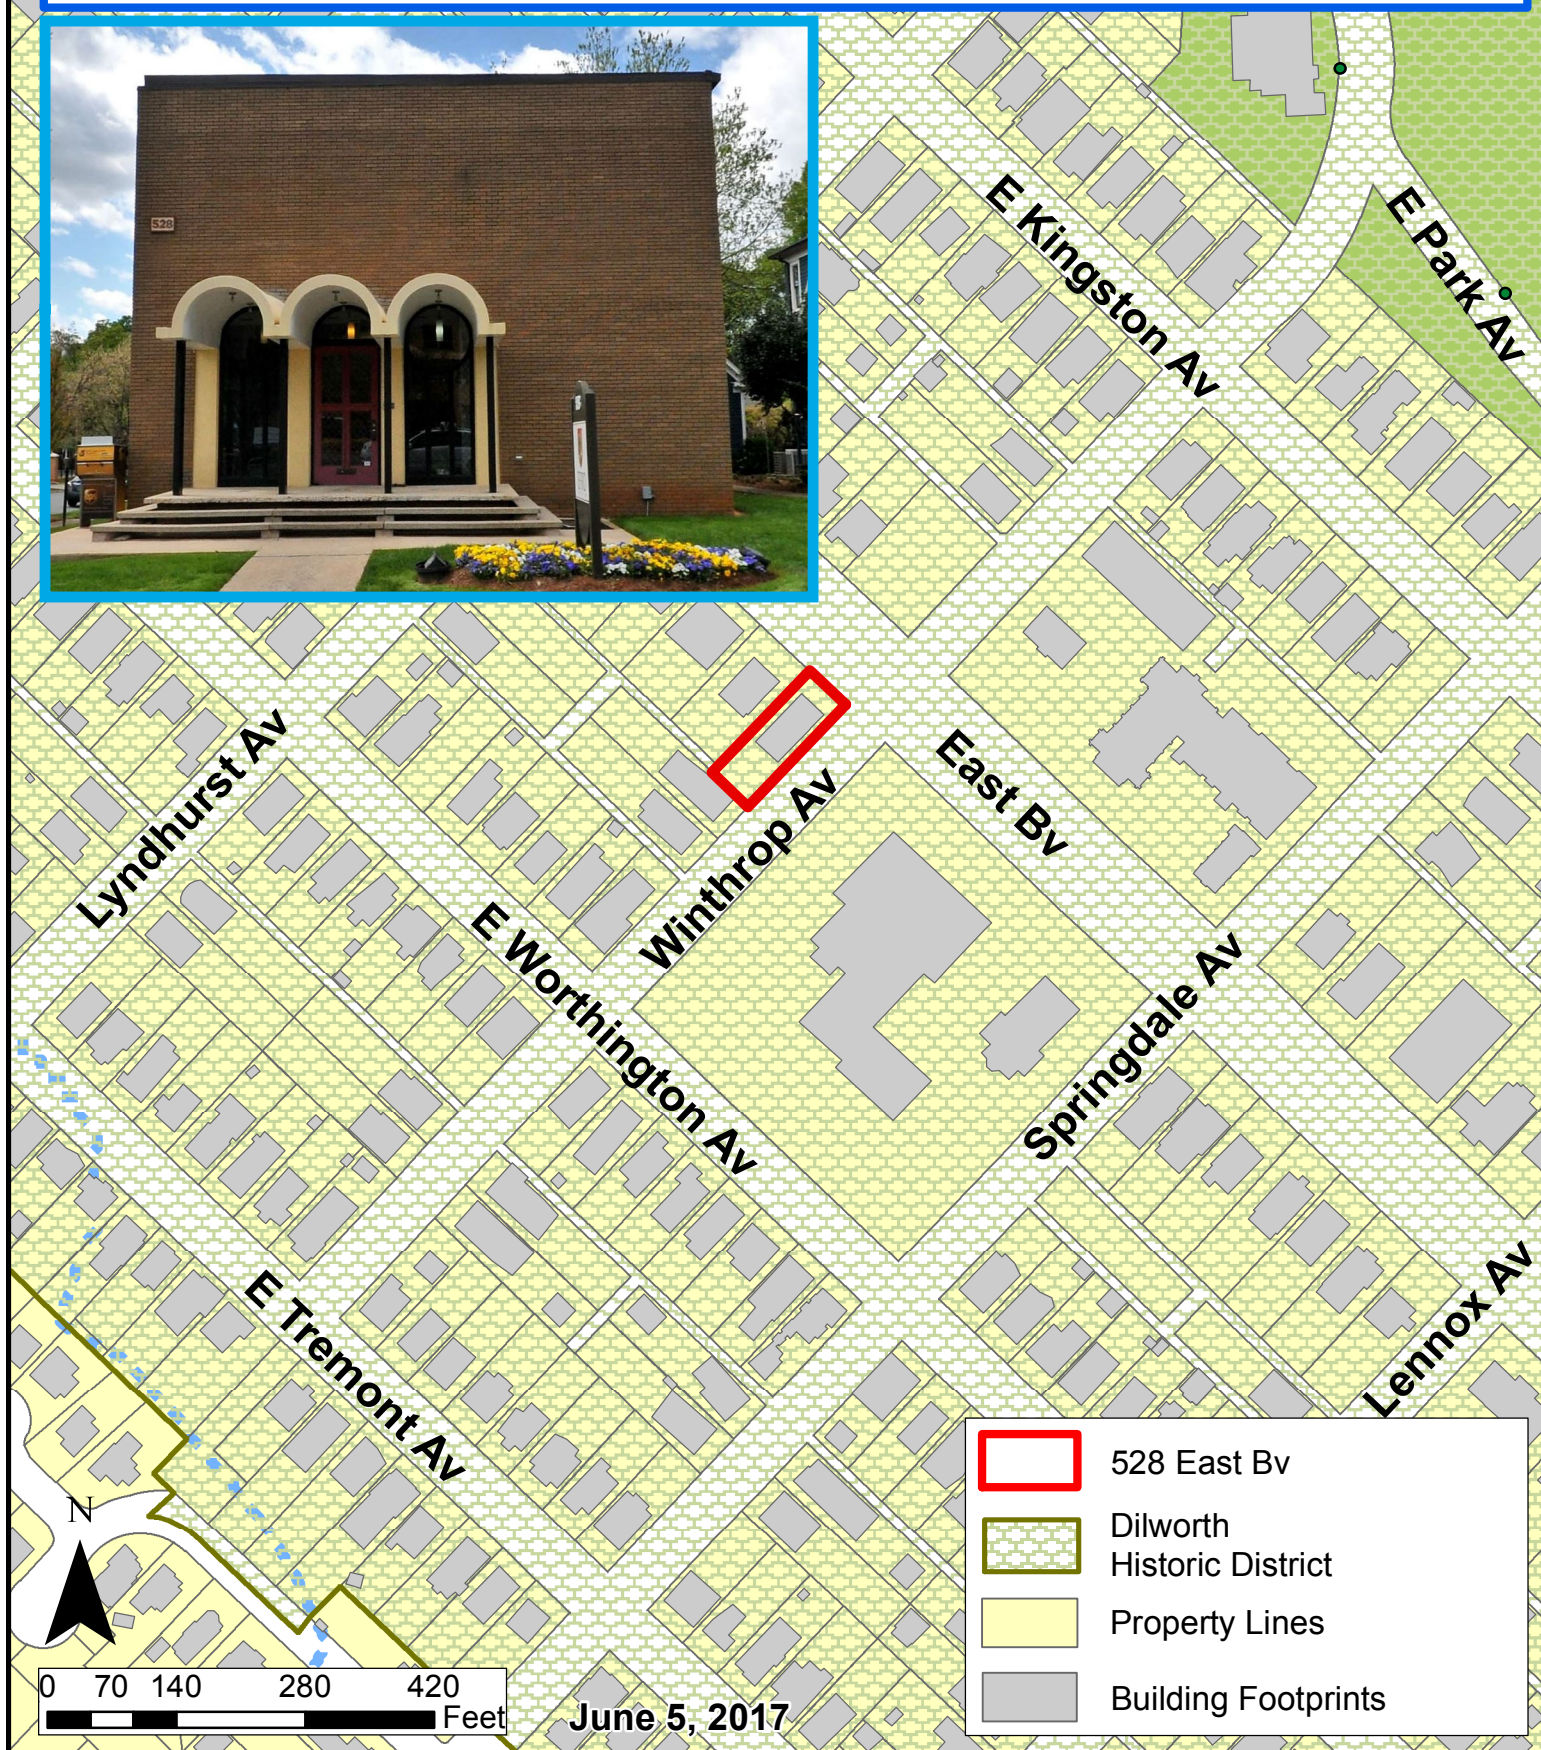 528
E Kingston Av
E Park Av
East Bv
Lyndhurst Av
Winthrop Av
E Worthington Av
Springdale Av
E Tremont Av
Lennox Av
528 East Bv
Dilworth
Historic District
Property Lines
Building Footprints
N
0 70 140 280 420
Feet
June 5, 2017